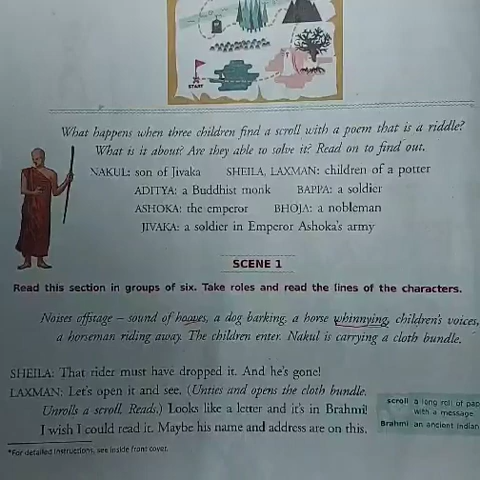 START
What happens when three children find a scroll with a poem that is a riddle?
What is it about? Are they able to solve it? Read on to find out.
NAKUL: son of Jivaka SHEILA, LAXMAN: children of a potter
ADITYA: a Buddhist monk BAPPA: a soldier
ASHOKA: the emperor BHOJA: a nobleman
JIVAKA: a soldier in Emperor Ashoka's army
SCENE 1
Read this section in groups of six. Take roles and read the lines of the characters.
Noises offstage – sound of hooves, a dog barking, a horse whinnying, children's voices,
a horseman riding away. The children enter. Nakul is carrying a cloth bundle.
SHEILA: That rider must have dropped it. And he's gone!
LAXMAN: Let's open it and see. (Unties and opens the cloth bundle.
Unrolls a scroll. Reads.) Looks like a letter and it's in Brahmi!
I wish I could read it. Maybe his name and address are on this.
scroll a long roll of pap
with a message
Brahmi an ancient Indian
*For detailed instructions, see inside front cover.